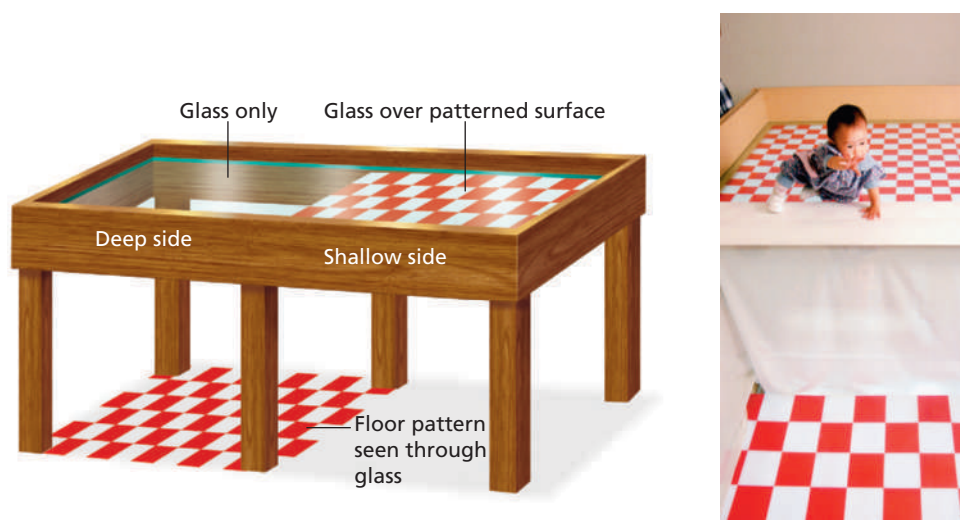 Glass only
Glass over patterned surface
Deep side
Shallow side
Floor pattern
seen through
glass